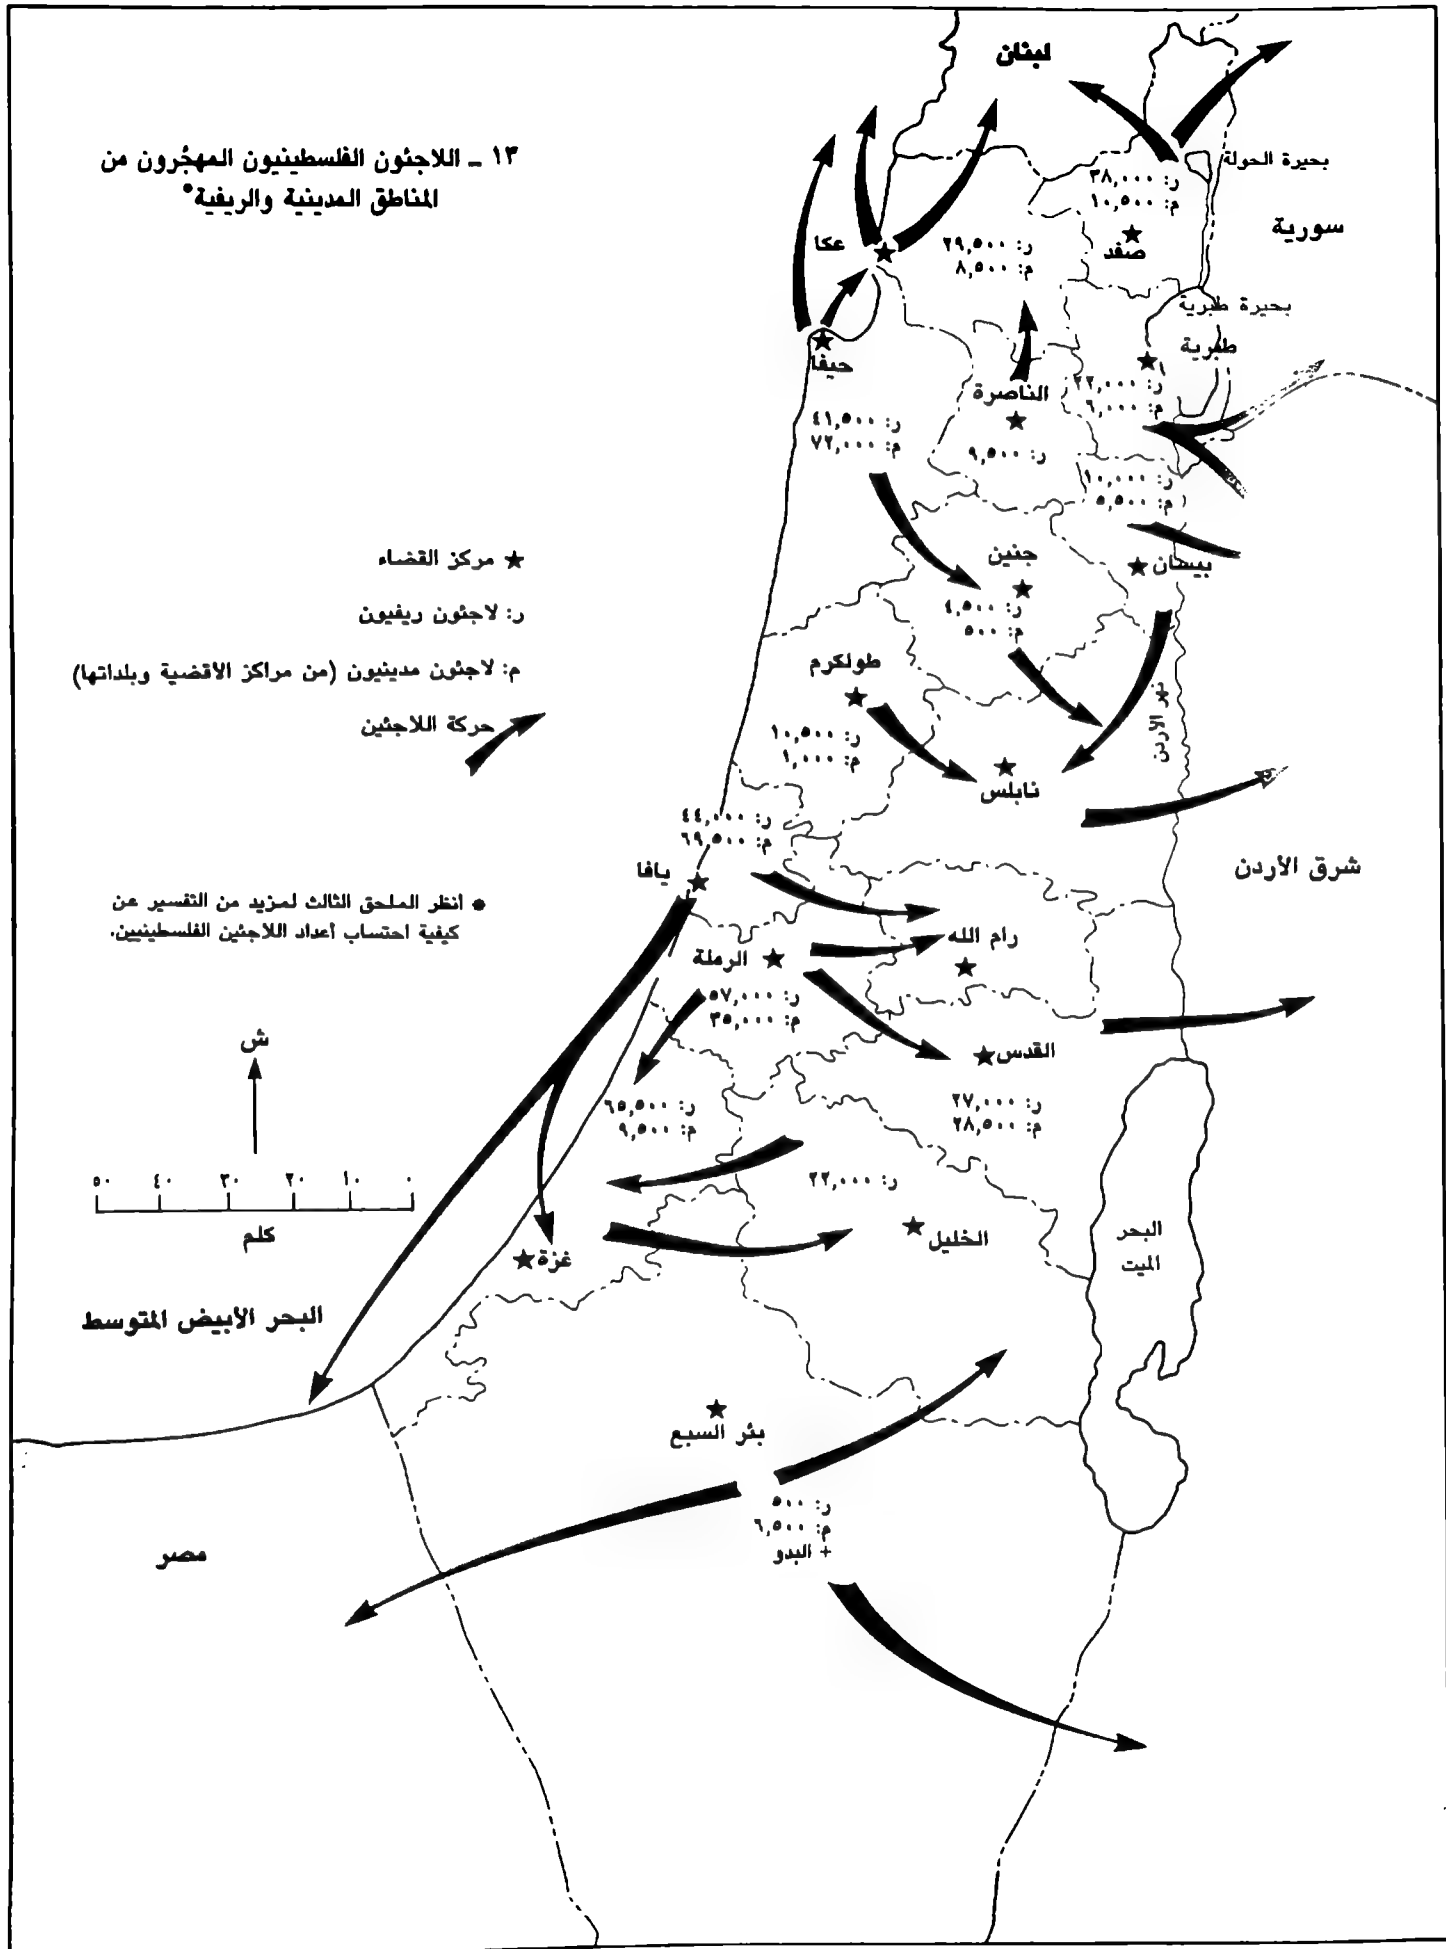 ١٣ ـ اللاجئون الفلسطينيون المهجّرون من
المناطق المدينية والريفية*
لبنان
بحيرة الحولة
سورية
ر: ٣٨,٠٠٠
م: ١٠,٥٠٠
صفد
عكا
ر: ٢٩,٥٠٠
م: ٨,٥٠٠
بحيرة طبرية
طبرية
حيفا
ر: ٢٢,٠٠٠
م: ٦,٠٠٠
الناصرة
ر: ٩,٥٠٠
ر: ٤١,٥٠٠
م: ٧٢,٠٠٠
ر: ١٠,٠٠٠
م: ٥,٥٠٠
بيسان
جنين
ر: ٤,٥٠٠
م: ٥٠٠
★ مركز القضاء
ر: لاجئون ريفيون
م: لاجئون مدينيون (من مراكز الأقضية وبلداتها)
حركة اللاجئين
طولكرم
ر: ١٠,٥٠٠
م: ١,٠٠٠
نهر الأردن
نابلس
ر: ٤٤,٠٠٠
م: ٦٩,٥٠٠
يافا
شرق الأردن
* أنظر الملحق الثالث لمزيد من التفسير عن
كيفية احتساب أعداد اللاجئين الفلسطينيين.
رام الله
الرملة
ر: ٥٧,٠٠٠
م: ٣٥,٠٠٠
القدس
ر: ٢٧,٠٠٠
م: ٢٨,٥٠٠
ش
ر: ٦٥,٥٠٠
م: ٩,٥٠٠
ر: ٢٢,٠٠٠
٥٠ ٤٠ ٣٠ ٢٠ ١٠ ٠
كلم
الخليل
البحر
الميت
غزة
البحر الأبيض المتوسط
بئر السبع
ر: ٥٠٠
م: ٦,٥٠٠
+ البدو
مصر